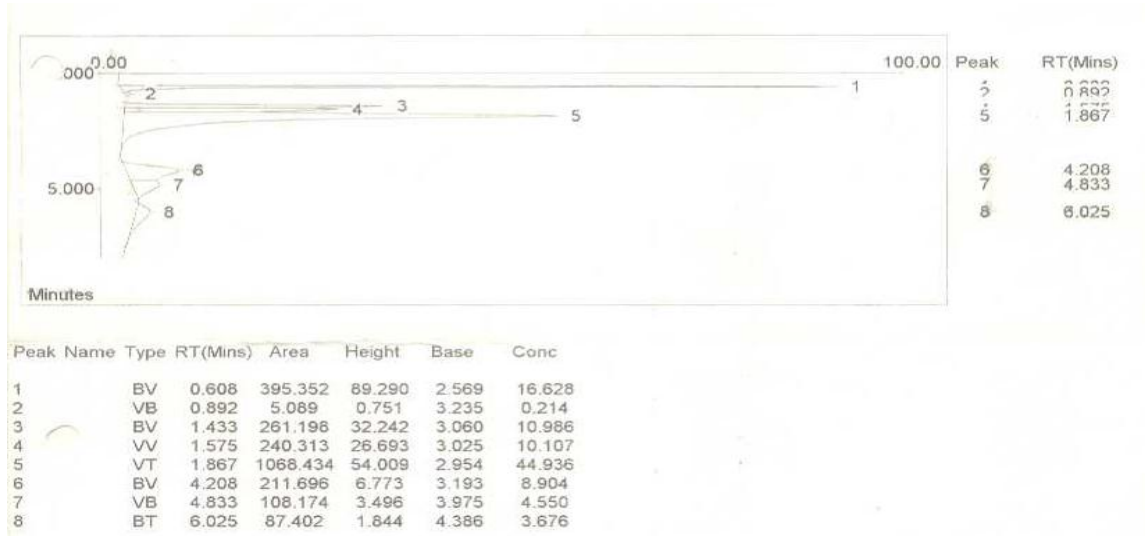 0.00 100.00 Peak RT(Mins)
.000
1
2 2 0.892
3
4
5 5 1.867
6 6 4.208
5.000 7 7 4.833
8 8 6.025
Minutes
Peak Name Type RT(Mins) Area Height Base Conc
1 BV 0.608 395.352 89.290 2.569 16.628
2 VB 0.892 5.089 0.751 3.235 0.214
3 BV 1.433 261.198 32.242 3.060 10.986
4 VV 1.575 240.313 26.693 3.025 10.107
5 VT 1.867 1068.434 54.009 2.954 44.936
6 BV 4.208 211.696 6.773 3.193 8.904
7 VB 4.833 108.174 3.496 3.975 4.550
8 BT 6.025 87.402 1.844 4.386 3.676